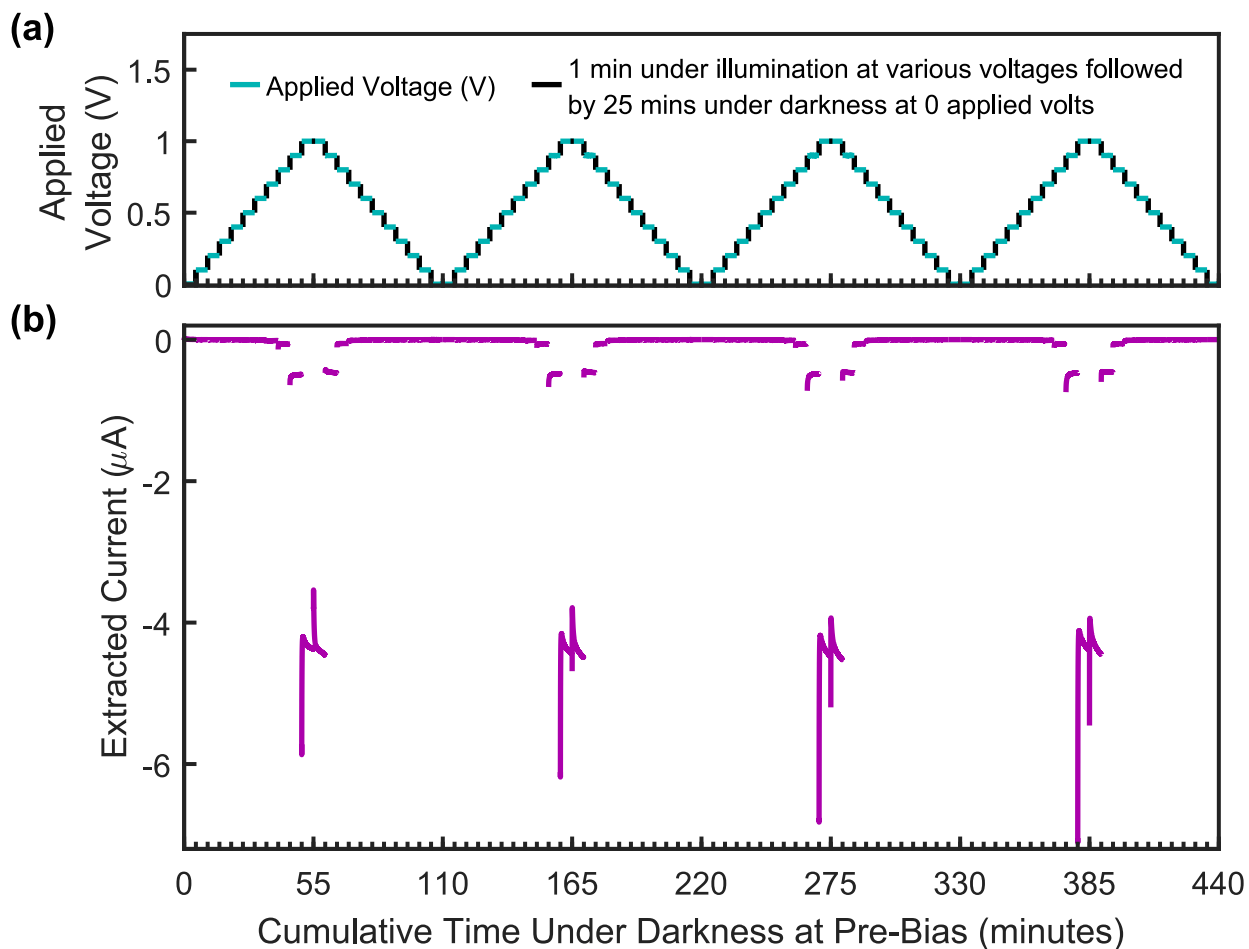 (a)
Applied
Voltage (V)
1.5
1
0.5
0
Applied Voltage (V)
1 min under illumination at various voltages followed
by 25 mins under darkness at 0 applied volts
(b)
Extracted Current (μA)
0
-2
-4
-6
0 55 110 165 220 275 330 385 440
Cumulative Time Under Darkness at Pre-Bias (minutes)